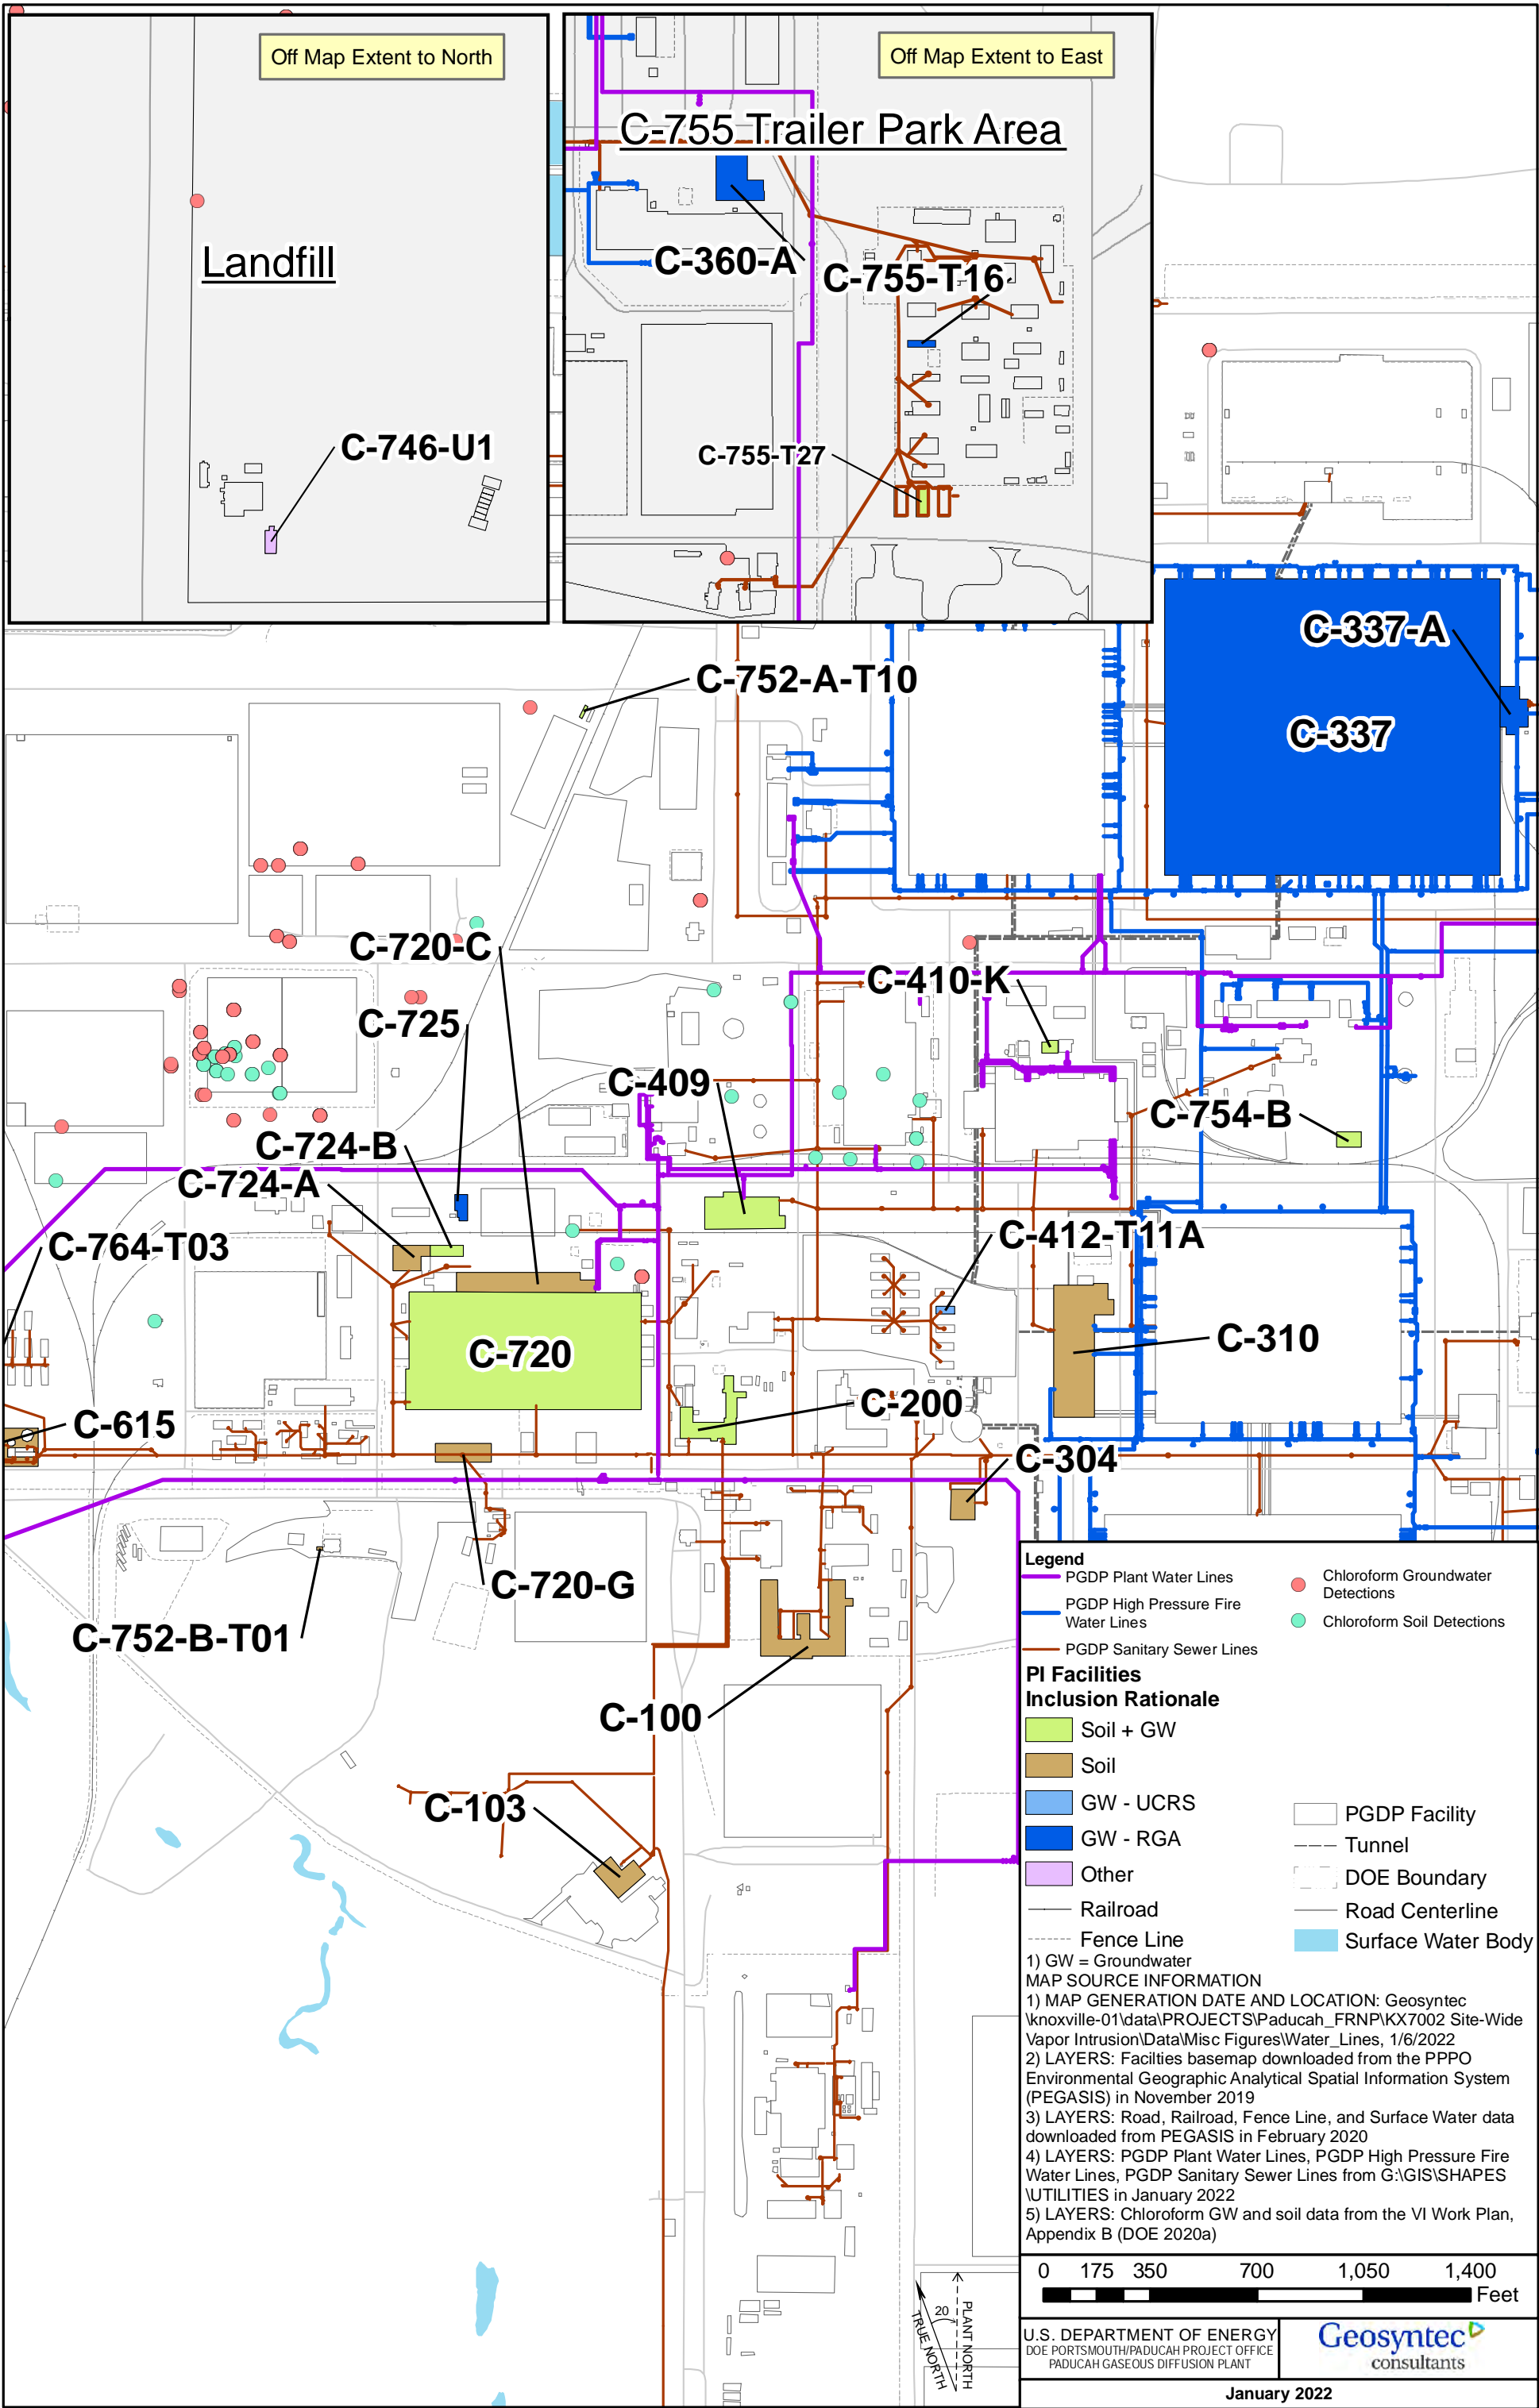 Off Map Extent to North
Off Map Extent to East
C-755 Trailer Park Area
Landfill
C-360-A
C-755-T16
C-746-U1
C-755-T27
C-337-A
C-752-A-T10
C-337
C-720-C
C-410-K
C-725
C-409
C-754-B
C-724-B
C-724-A
C-764-T03
C-412-T11A
C-720
C-310
C-200
C-615
C-304
C-720-G
C-752-B-T01
C-100
C-103
Legend
PGDP Plant Water Lines
PGDP High Pressure Fire
Water Lines
PGDP Sanitary Sewer Lines
Chloroform Groundwater
Detections
Chloroform Soil Detections
PI Facilities
Inclusion Rationale
Soil + GW
Soil
GW - UCRS
GW - RGA
Other
Railroad
Fence Line
PGDP Facility
Tunnel
DOE Boundary
Road Centerline
Surface Water Body
1) GW = Groundwater
MAP SOURCE INFORMATION
1) MAP GENERATION DATE AND LOCATION: Geosyntec
\knoxville-01\data\PROJECTS\Paducah_FRNP\KX7002 Site-Wide
Vapor Intrusion\Data\Misc Figures\Water_Lines, 1/6/2022
2) LAYERS: Facilties basemap downloaded from the PPPO
Environmental Geographic Analytical Spatial Information System
(PEGASIS) in November 2019
3) LAYERS: Road, Railroad, Fence Line, and Surface Water data
downloaded from PEGASIS in February 2020
4) LAYERS: PGDP Plant Water Lines, PGDP High Pressure Fire
Water Lines, PGDP Sanitary Sewer Lines from G:\GIS\SHAPES
\UTILITIES in January 2022
5) LAYERS: Chloroform GW and soil data from the VI Work Plan,
Appendix B (DOE 2020a)
0 175 350 700 1,050 1,400
Feet
20
TRUE NORTH
PLANT NORTH
U.S. DEPARTMENT OF ENERGY
DOE PORTSMOUTH/PADUCAH PROJECT OFFICE
PADUCAH GASEOUS DIFFUSION PLANT
Geosyntec
consultants
January 2022